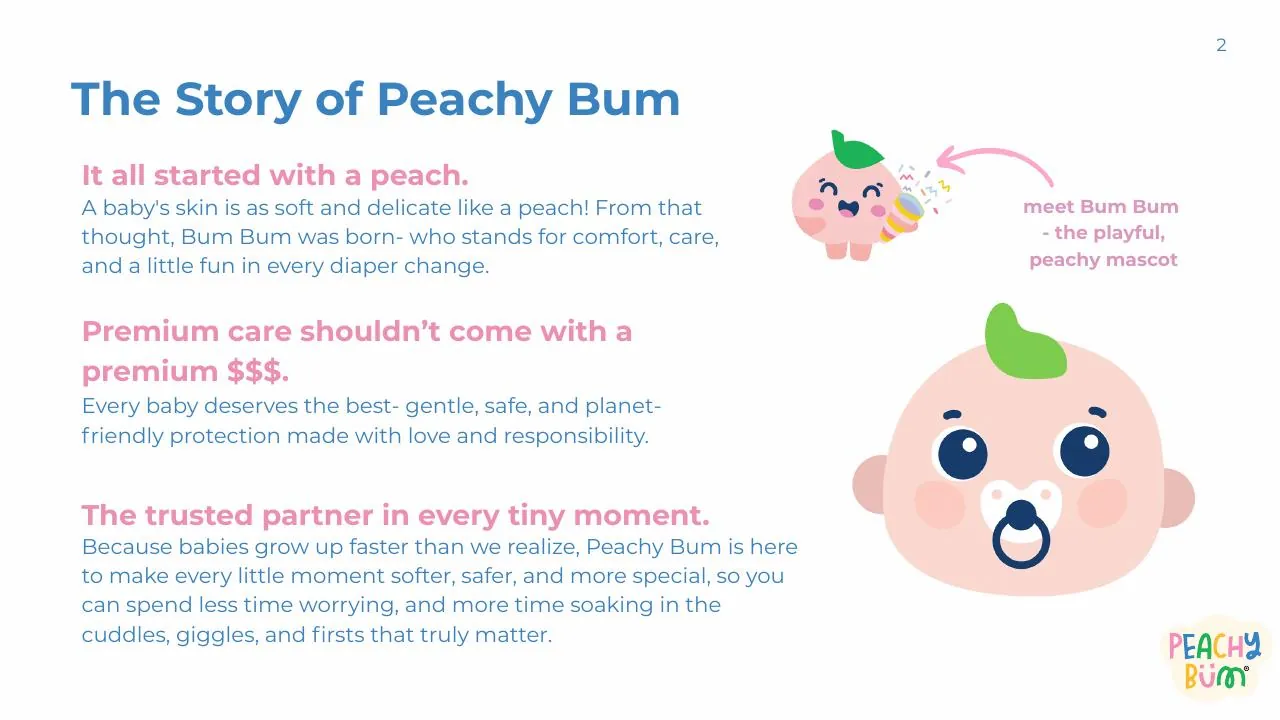 2
The Story of Peachy Bum
It all started with a peach.
A baby's skin is as soft and delicate like a peach! From that
thought, Bum Bum was born- who stands for comfort, care,
and a little fun in every diaper change.
meet Bum Bum
- the playful,
peachy mascot
Premium care shouldn’t come with a
premium $$$.
Every baby deserves the best- gentle, safe, and planet-
friendly protection made with love and responsibility.
The trusted partner in every tiny moment.
Because babies grow up faster than we realize, Peachy Bum is here
to make every little moment softer, safer, and more special, so you
can spend less time worrying, and more time soaking in the
cuddles, giggles, and firsts that truly matter.
PEACHY
BÜM®